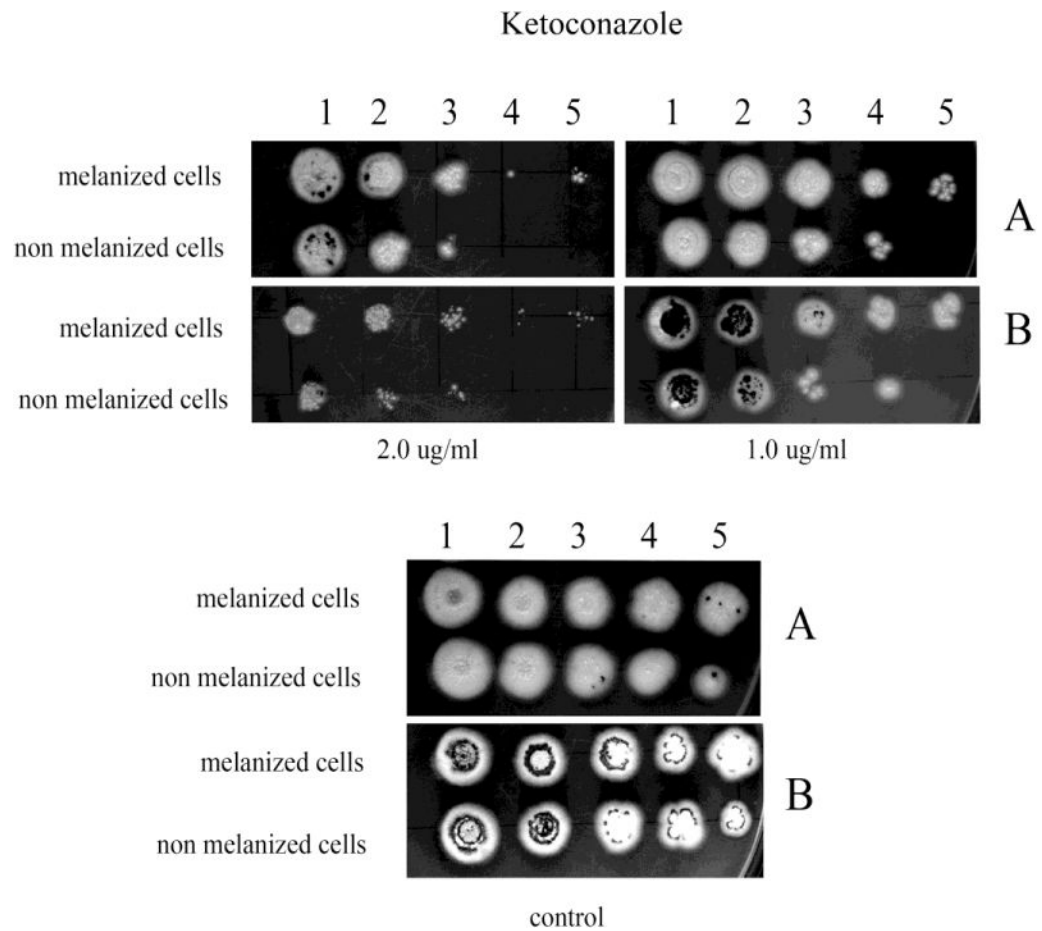 Ketoconazole
1 2 3 4 5 1 2 3 4 5
melanized cells
non melanized cells
A
melanized cells
non melanized cells
B
2.0 ug/ml 1.0 ug/ml
1 2 3 4 5
melanized cells
non melanized cells
A
melanized cells
non melanized cells
B
control